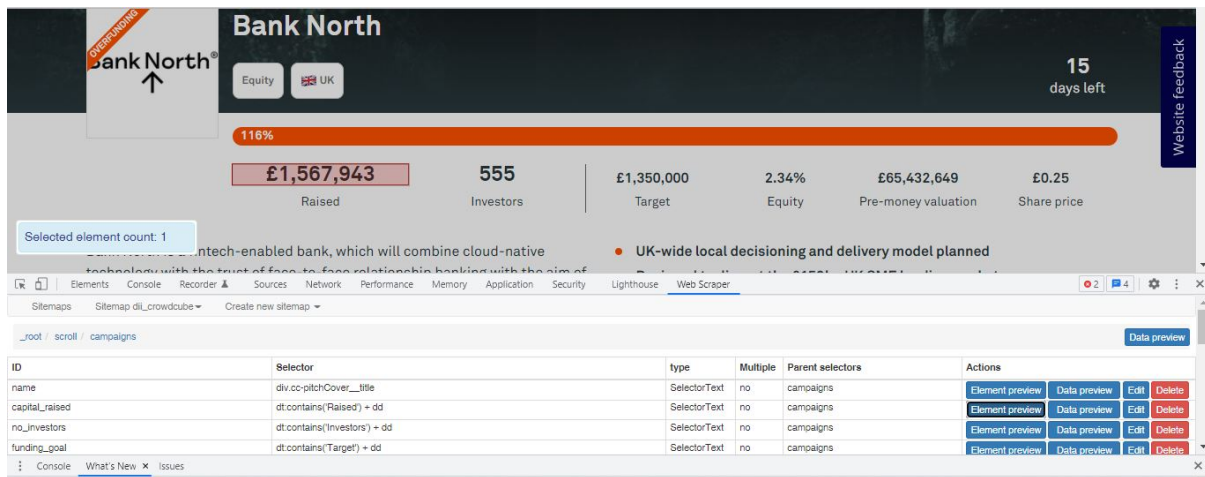 Bank North
OVERFUNDING
Bank North®
Equity
UK
15
days left
Website feedback
116%
£1,567,943
555
£1,350,000
2.34%
£65,432,649
£0.25
Raised
Investors
Target
Equity
Pre-money valuation
Share price
Selected element count: 1
intech-enabled bank, which will combine cloud-native
UK-wide local decisioning and delivery model planned
technology with the trust of face-to-face relationship banking with the aim of
Elements Console Recorder Sources Network Performance Memory Application Security Lighthouse Web Scraper 2 4
Sitemaps Sitemap dii_crowdcube Create new sitemap
_root / scroll / campaigns Data preview
ID Selector type Multiple Parent selectors Actions
name div.cc-pitchCover__title SelectorText no campaigns Element preview Data preview Edit Delete
capital_raised dt:contains('Raised') + dd SelectorText no campaigns Element preview Data preview Edit Delete
no_investors dt:contains('Investors') + dd SelectorText no campaigns Element preview Data preview Edit Delete
funding_goal dt:contains('Target') + dd SelectorText no campaigns Element preview Data preview Edit Delete
Console What's New Issues